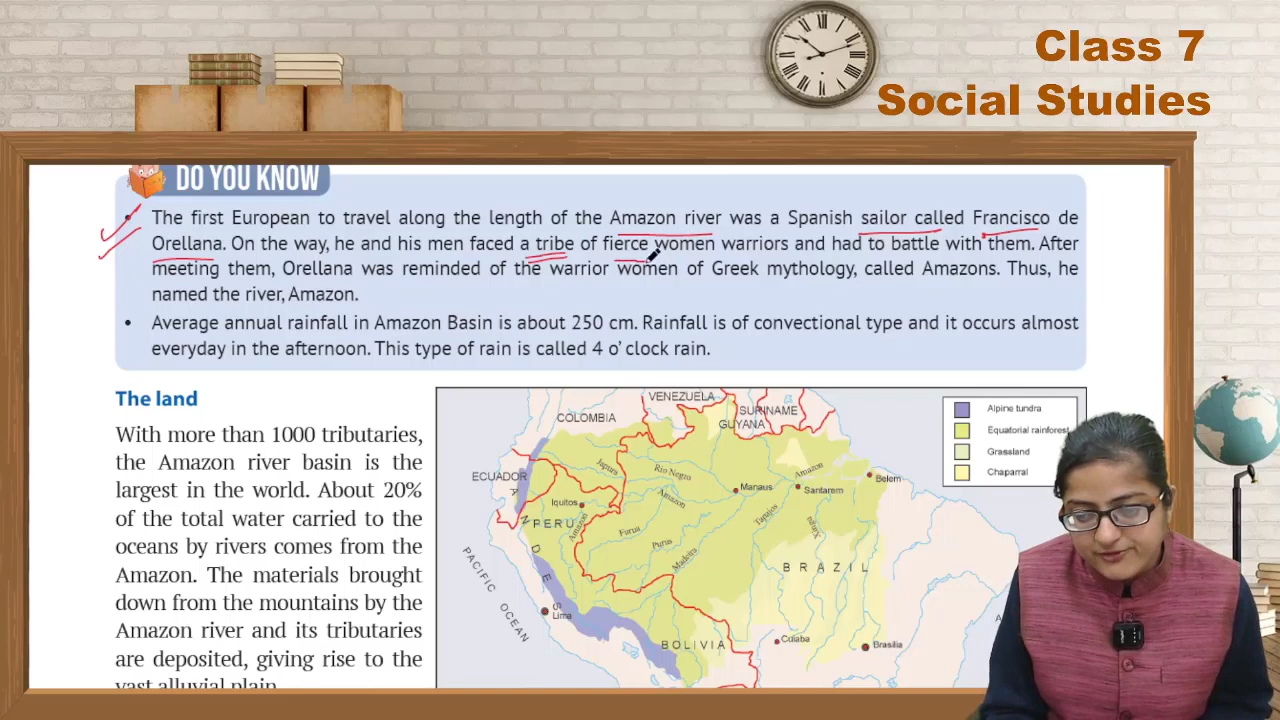 Class 7
Social Studies
DO YOU KNOW
• The first European to travel along the length of the Amazon river was a Spanish sailor called Francisco de
Orellana. On the way, he and his men faced a tribe of fierce women warriors and had to battle with them. After
meeting them, Orellana was reminded of the warrior women of Greek mythology, called Amazons. Thus, he
named the river, Amazon.
• Average annual rainfall in Amazon Basin is about 250 cm. Rainfall is of convectional type and it occurs almost
everyday in the afternoon. This type of rain is called 4 o' clock rain.
The land
With more than 1000 tributaries,
the Amazon river basin is the
largest in the world. About 20%
of the total water carried to the
oceans by rivers comes from the
Amazon. The materials brought
down from the mountains by the
Amazon river and its tributaries
are deposited, giving rise to the
vast alluvial plain.
VENEZUELA
COLOMBIA
SURINAME
GUYANA
ECUADOR
PERU
BRAZIL
BOLIVIA
ANDES
PACIFIC OCEAN
Japura
Rio Negro
Amazon
Amazon
Amazon
Purus
Madeira
Tapajos
Xingu
Iquitos
Manaus
Santarem
Belem
Lima
Cuiaba
Brasilia
Alpine tundra
Equatorial rainforest
Grassland
Chaparral